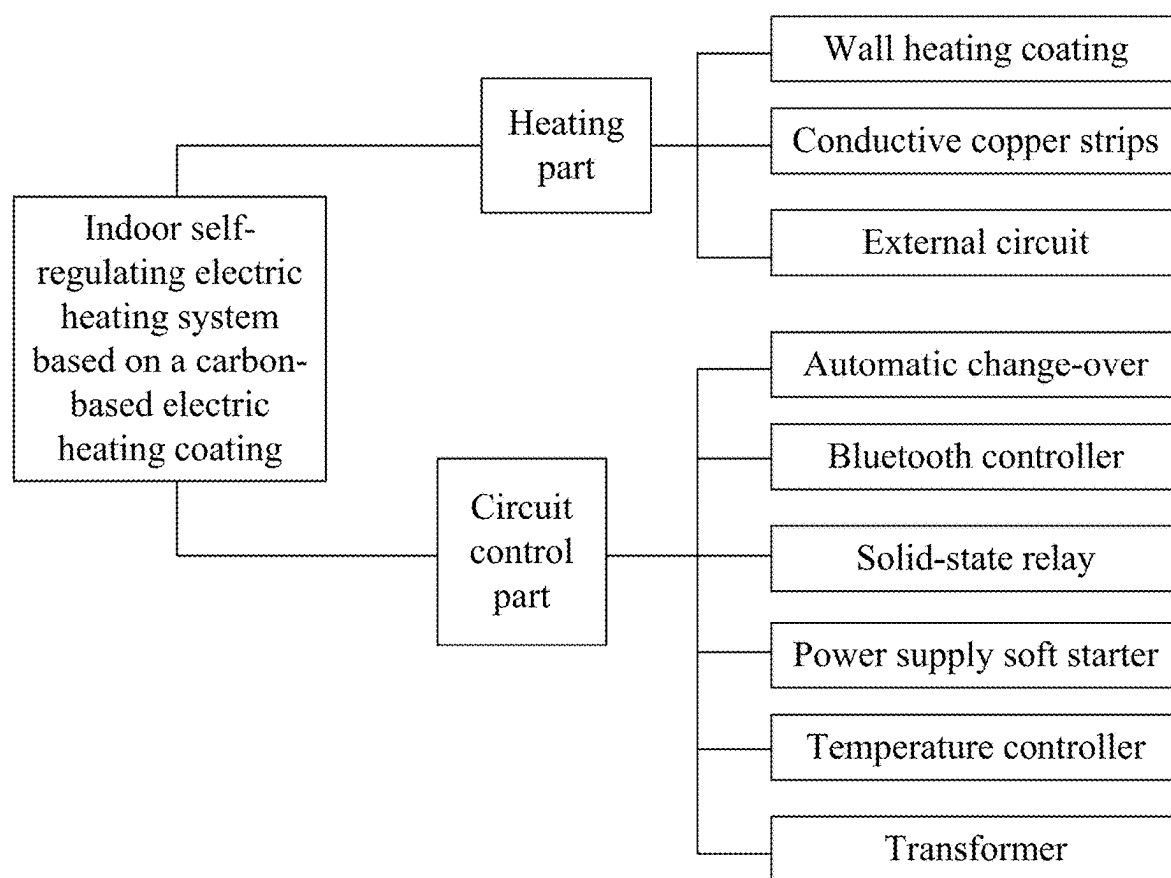 Indoor self-
regulating electric
heating system
based on a carbon-
based electric
heating coating
Heating
part
Wall heating coating
Conductive copper strips
External circuit
Circuit
control
part
Automatic change-over
Bluetooth controller
Solid-state relay
Power supply soft starter
Temperature controller
Transformer